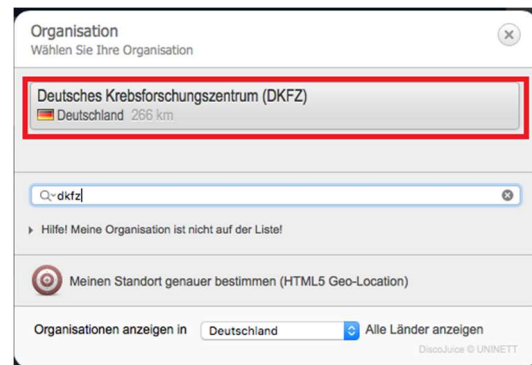 Organisation
Wählen Sie Ihre Organisation
Deutsches Krebsforschungszentrum (DKFZ)
Deutschland 266 km
dkfz
Hilfe! Meine Organisation ist nicht auf der Liste!
Meinen Standort genauer bestimmen (HTML5 Geo-Location)
Organisationen anzeigen in Deutschland Alle Länder anzeigen
DiscoJuice © UNINETT